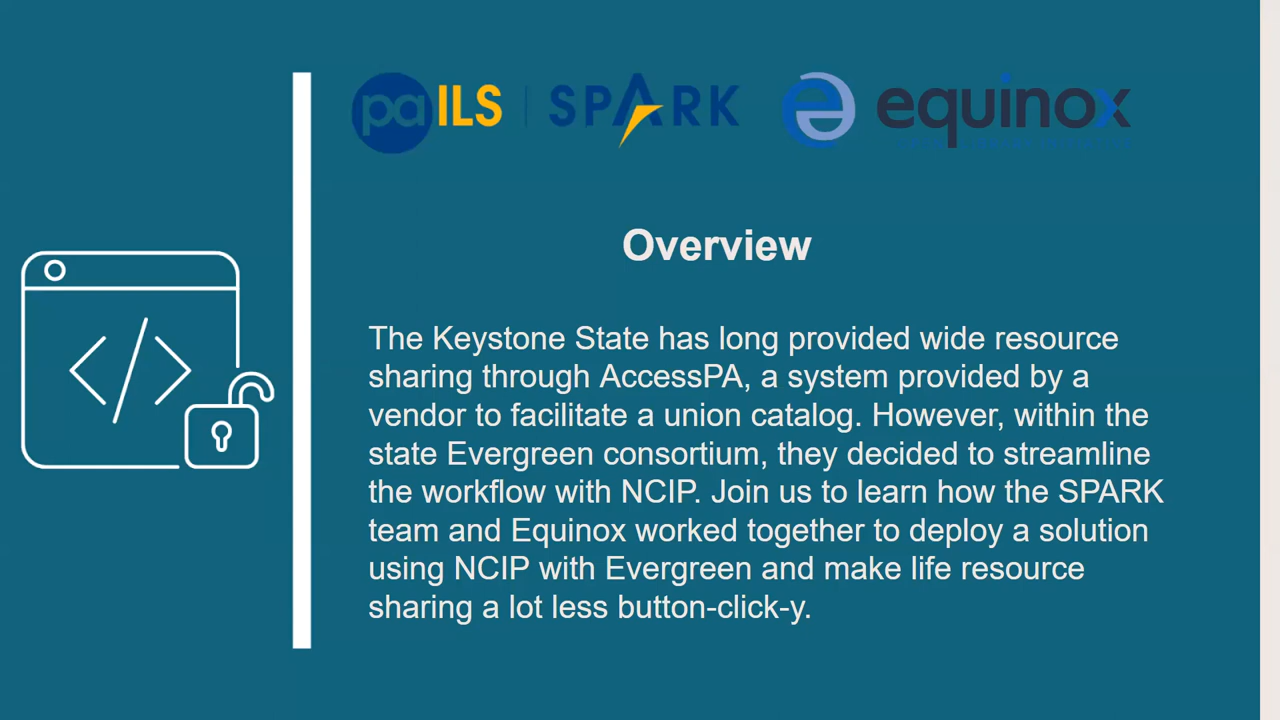 paILS | SPARK equinox
Overview
The Keystone State has long provided wide resource
sharing through AccessPA, a system provided by a
vendor to facilitate a union catalog. However, within the
state Evergreen consortium, they decided to streamline
the workflow with NCIP. Join us to learn how the SPARK
team and Equinox worked together to deploy a solution
using NCIP with Evergreen and make life resource
sharing a lot less button-click-y.